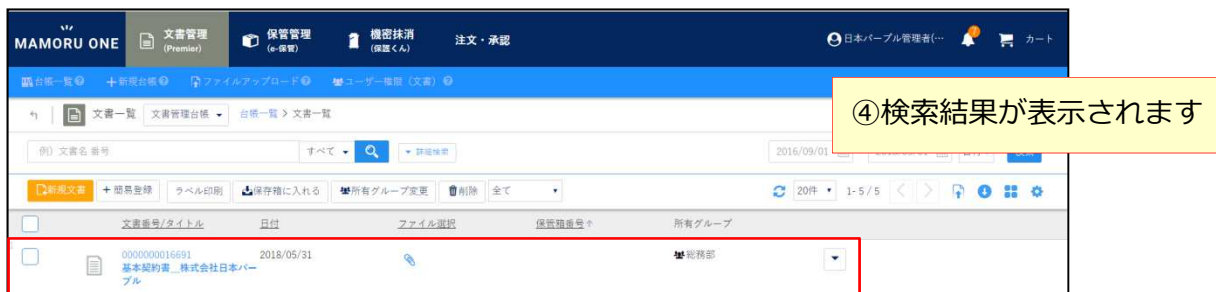 MAMORU ONE 文書管理 (Premier) 保管管理 (e-保管) 機密抹消 (保護くん) 注文・承認 日本パープル管理者(… カート
台帳一覧 +新規台帳 ファイルアップロード ユーザー権限(文書)
文書一覧 文書管理台帳 台帳一覧 > 文書一覧
④検索結果が表示されます
例) 文書名 番号 すべて 詳細検索 2016/09/01
新規文書 +簡易登録 ラベル印刷 保存箱に入れる 所有グループ変更 削除 全て 20件 1-5/5
文書番号/タイトル 日付 ファイル選択 保管箱番号↑ 所有グループ
0000000016691 2018/05/31 総務部
基本契約書__株式会社日本パー
プル